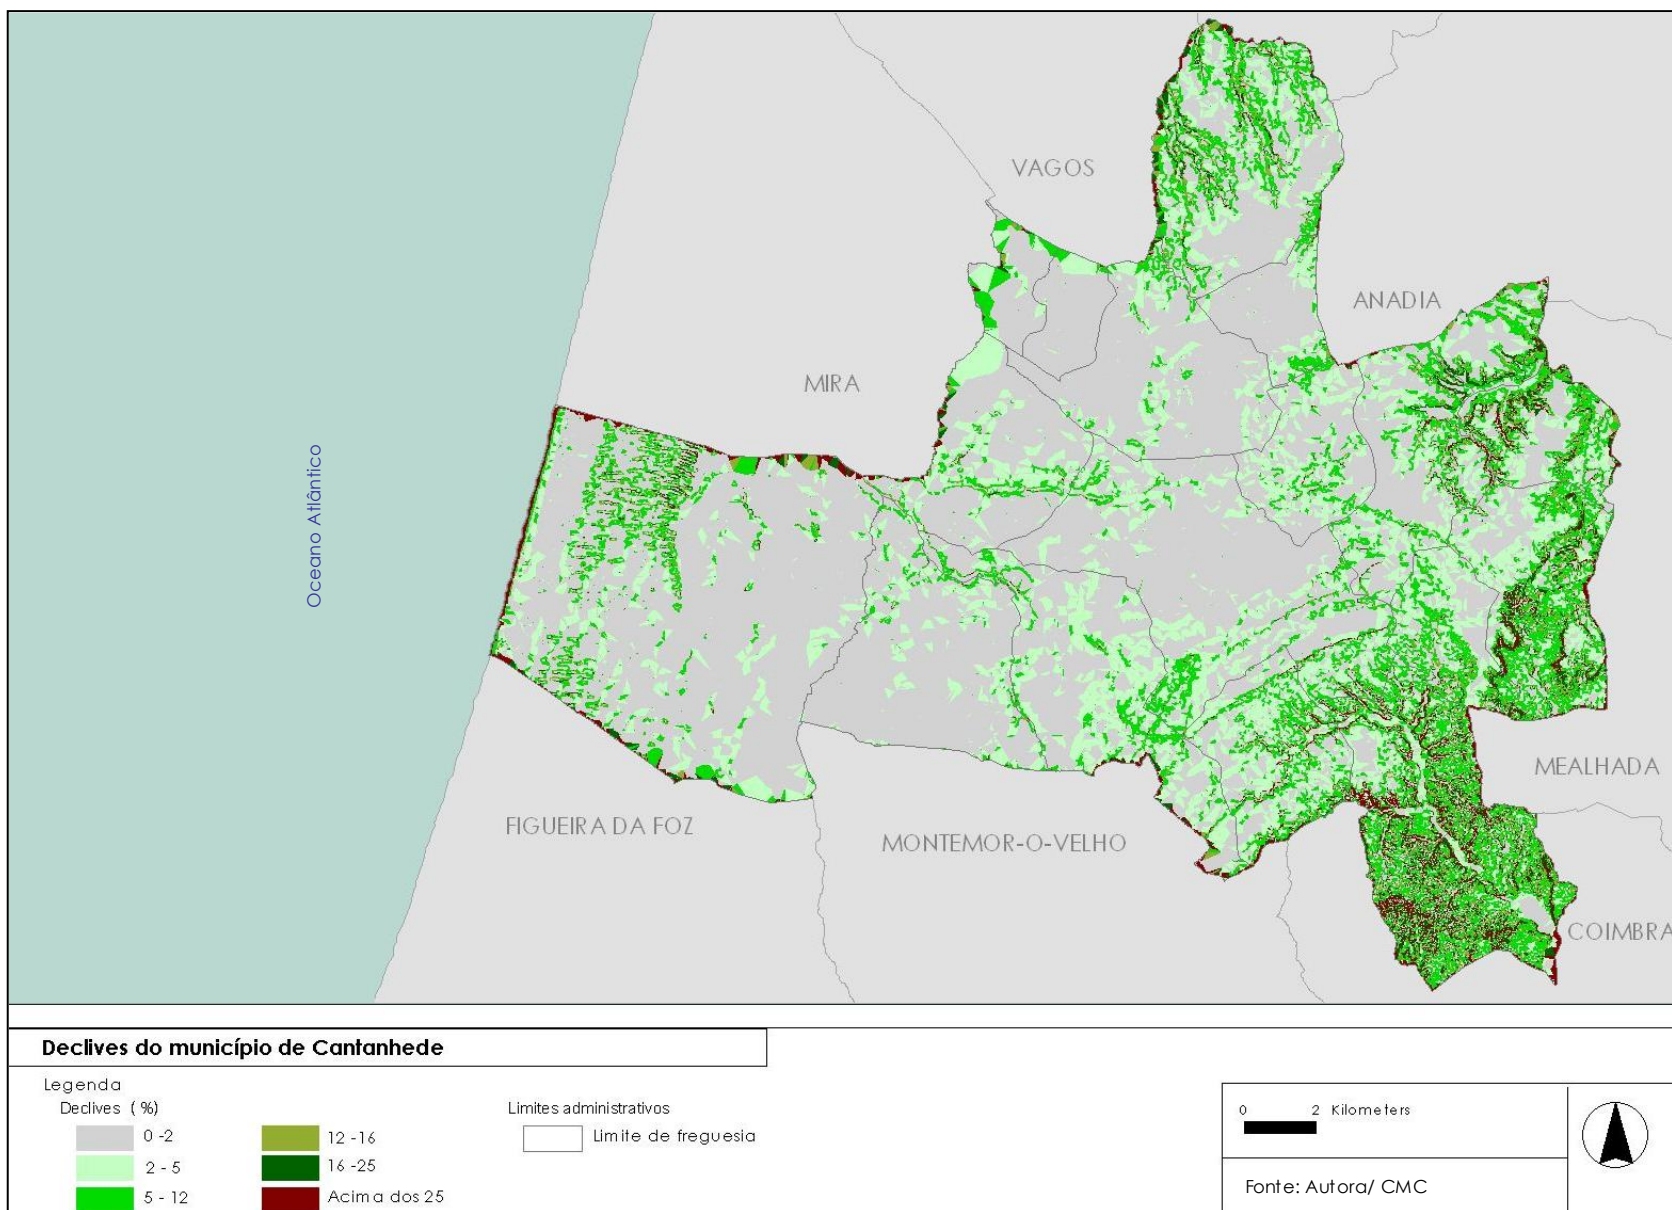 VAGOS
ANADIA
MIRA
Oceano Atlântico
MEALHADA
FIGUEIRA DA FOZ
MONTEMOR-O-VELHO
COIMBRA
Declives do município de Cantanhede
Legenda
Declives (%)
0 -2
2 - 5
5 - 12
12 -16
16 -25
Acima dos 25
Limites administrativos
Limite de freguesia
0 2 Kilometers
Fonte: Autora/ CMC